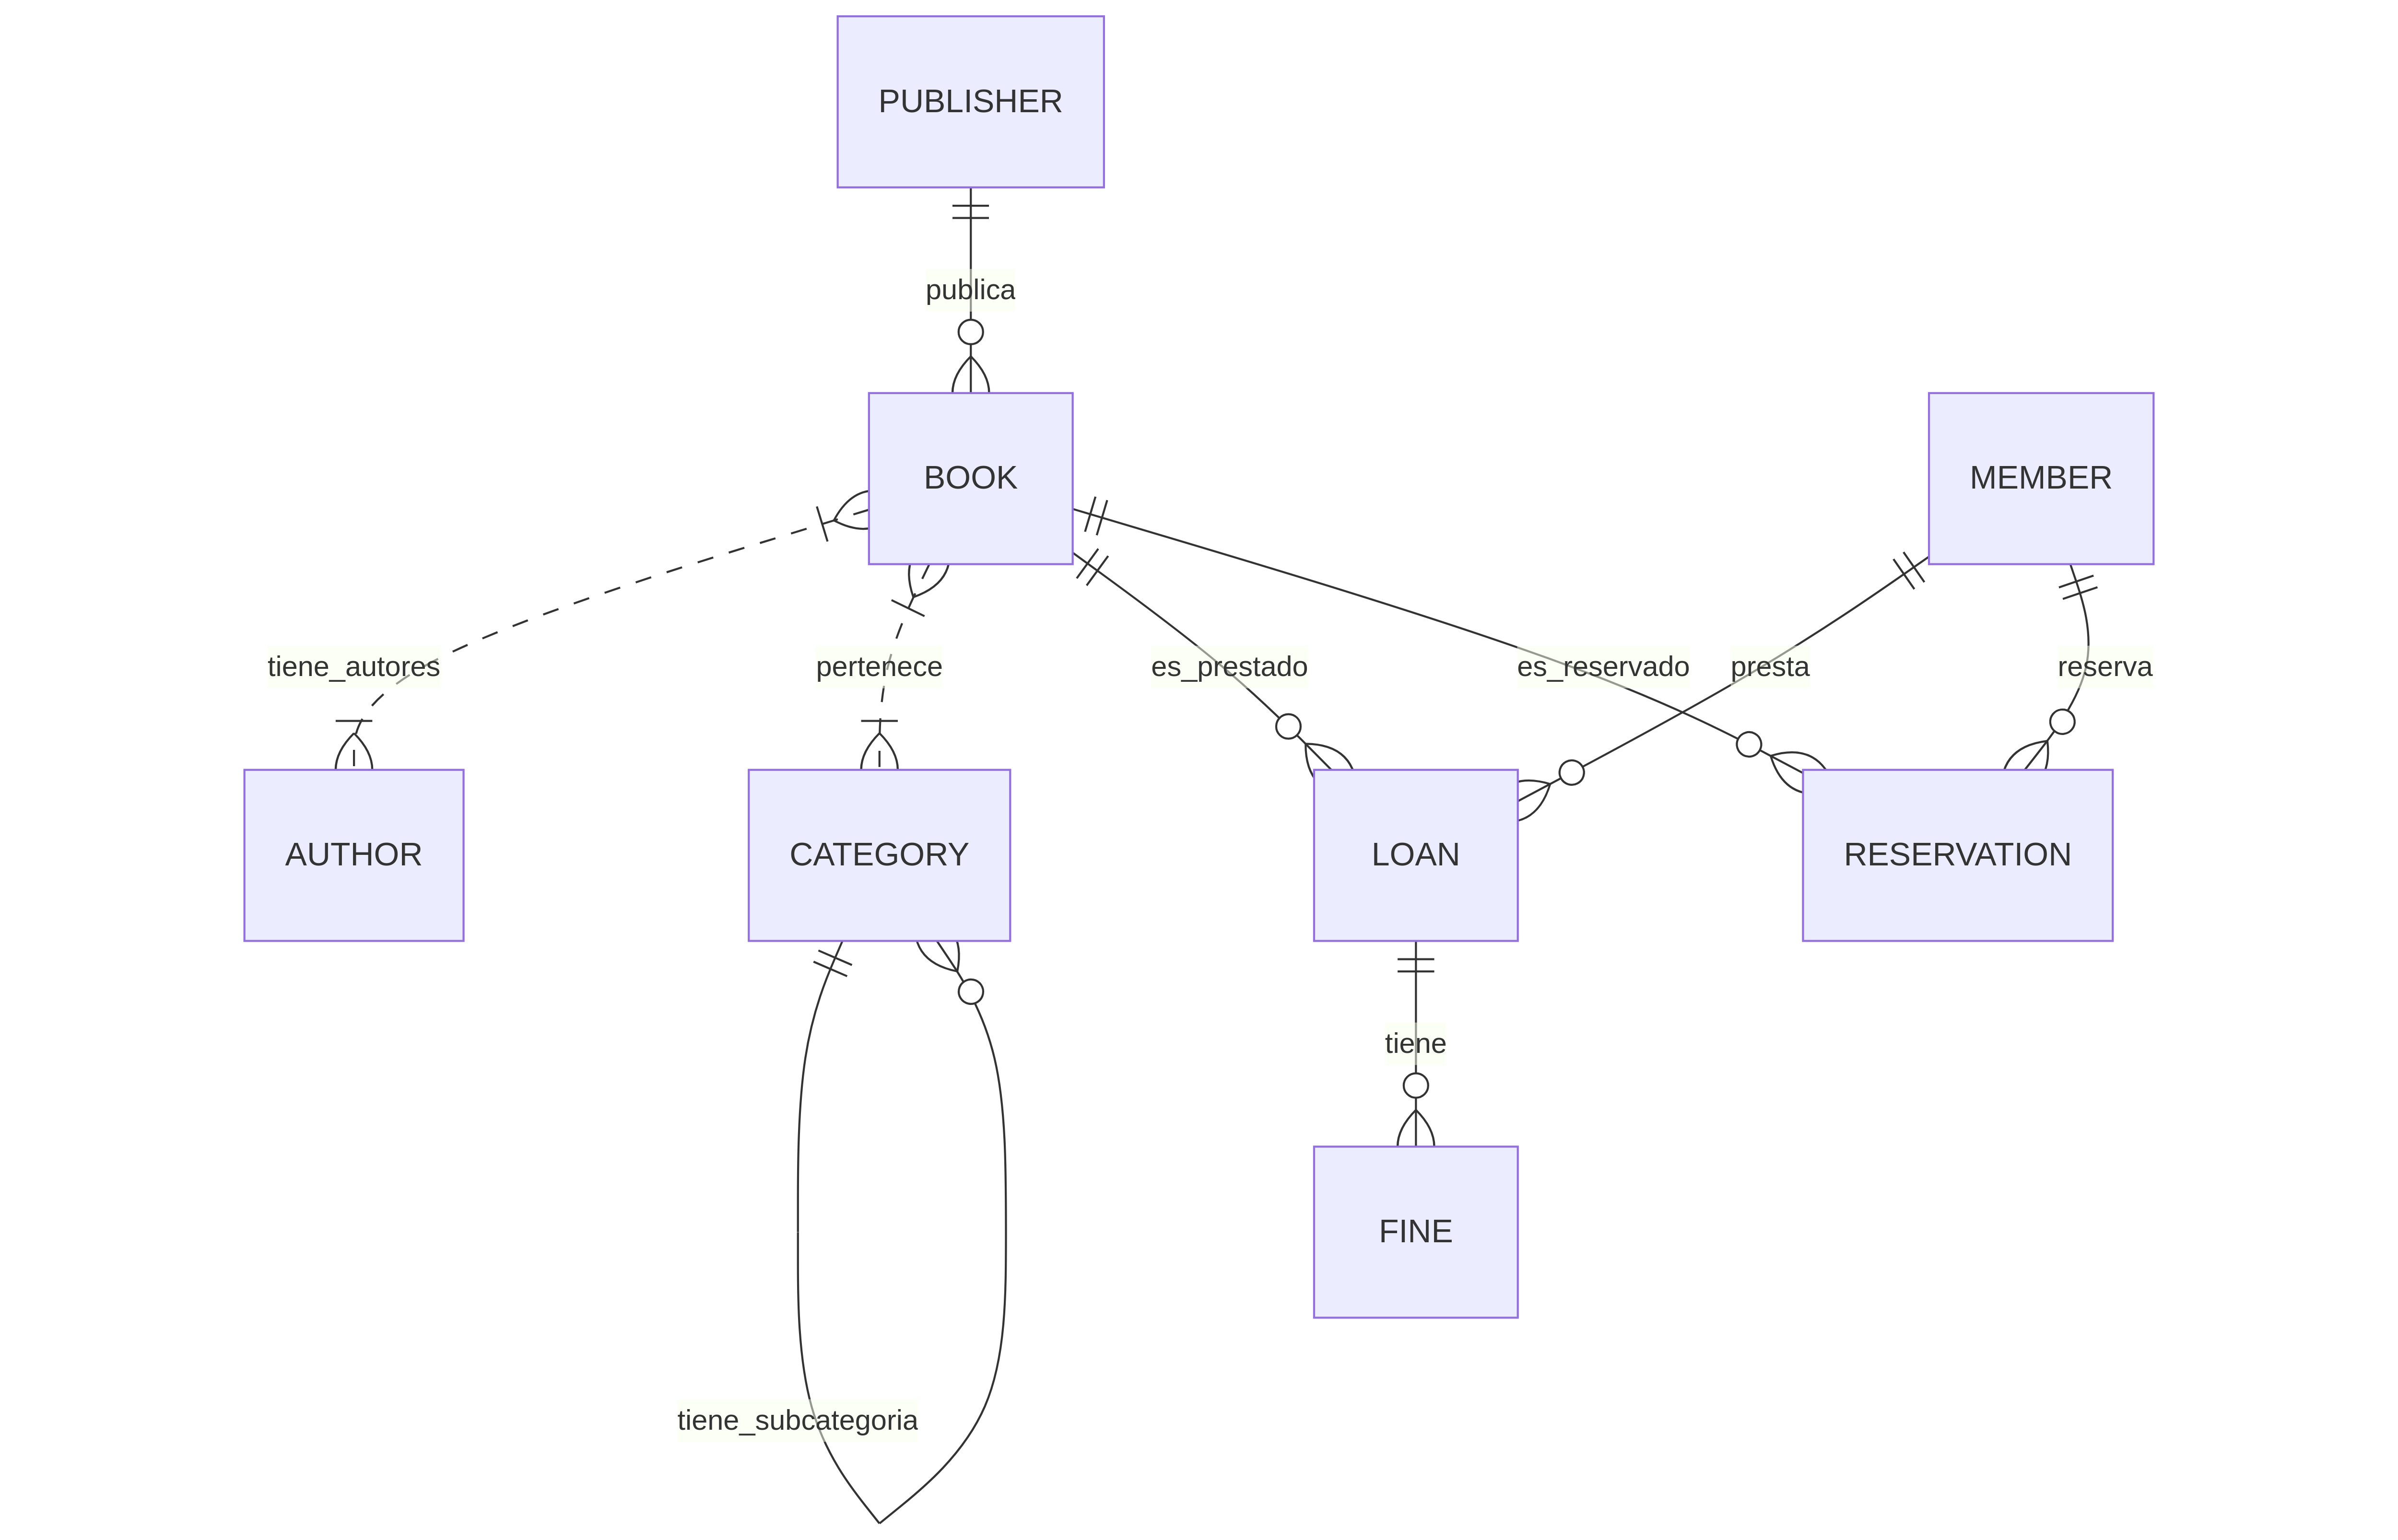 PUBLISHER
publica
BOOK
MEMBER
tiene_autores
pertenece
es_prestado
es_reservado
presta
reserva
AUTHOR
CATEGORY
LOAN
RESERVATION
tiene
FINE
tiene_subcategoria